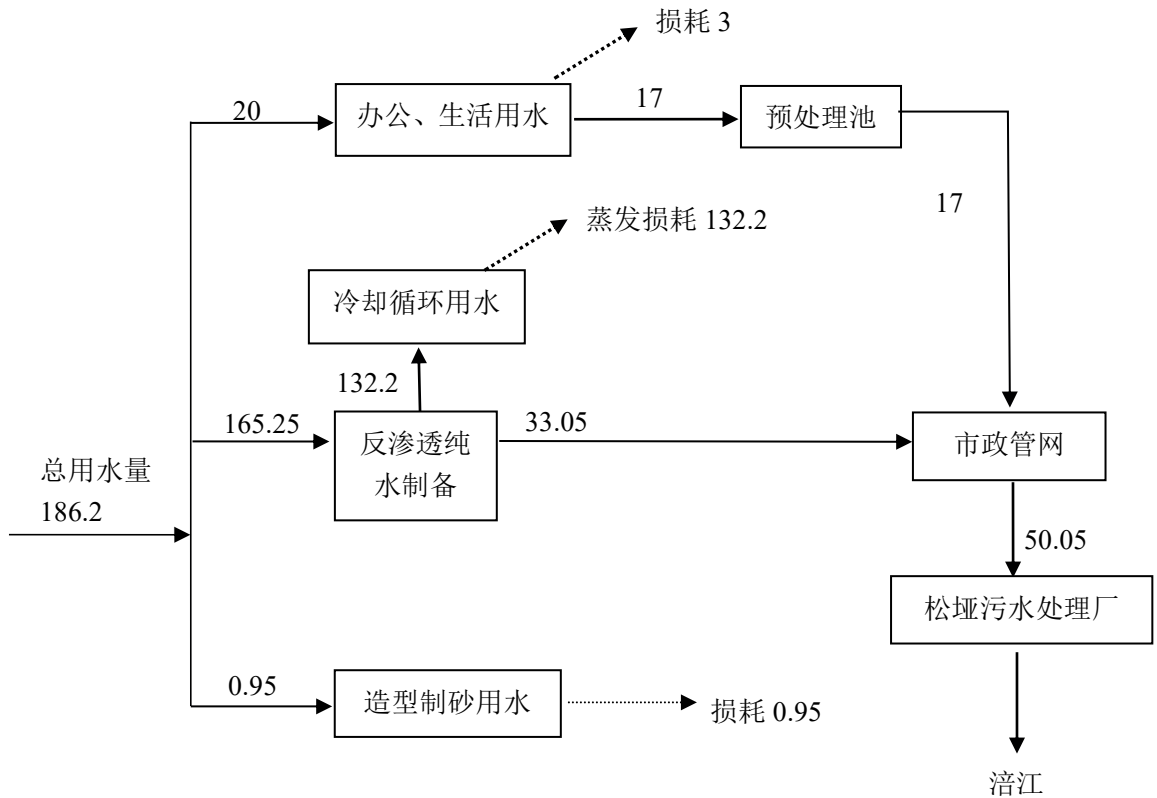 损耗 3
20
办公、生活用水
17
预处理池
17
蒸发损耗 132.2
冷却循环用水
132.2
165.25
反渗透纯
水制备
33.05
市政管网
总用水量
186.2
50.05
松垭污水处理厂
0.95
造型制砂用水
损耗 0.95
涪江